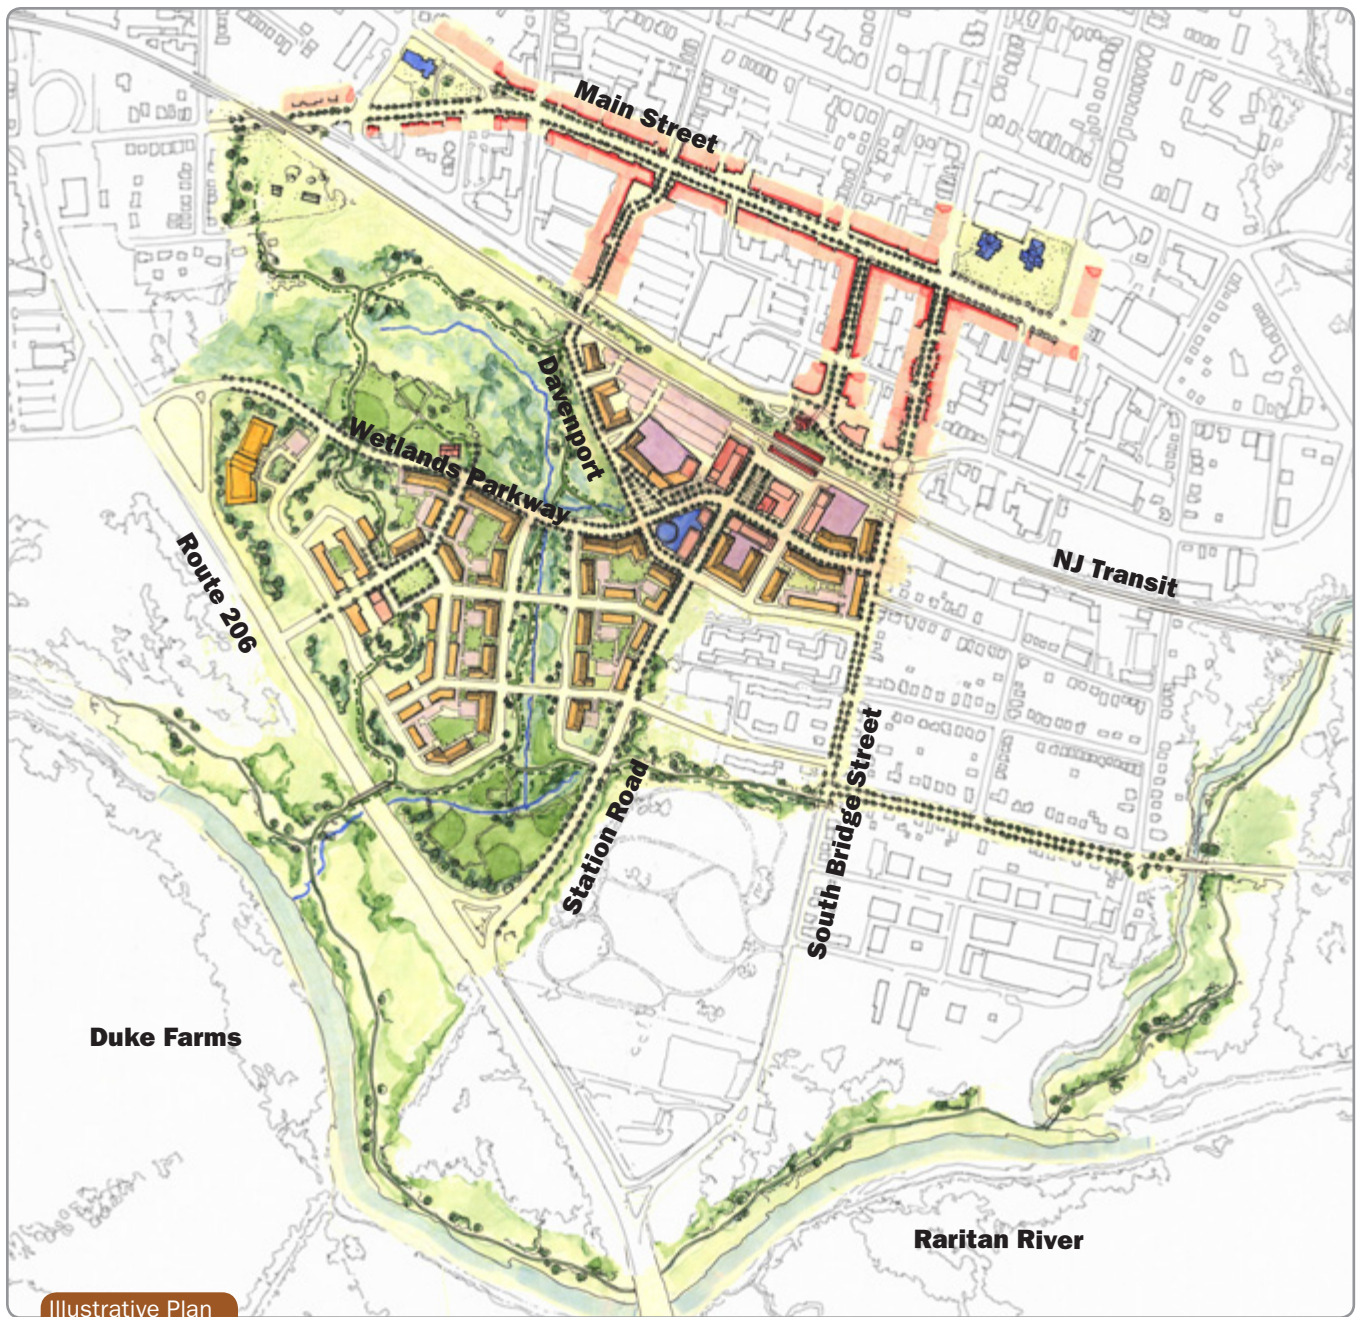 Main Street
Davenport
Wetlands Parkway
Route 206
NJ Transit
Station Road
South Bridge Street
Duke Farms
Raritan River
Illustrative Plan